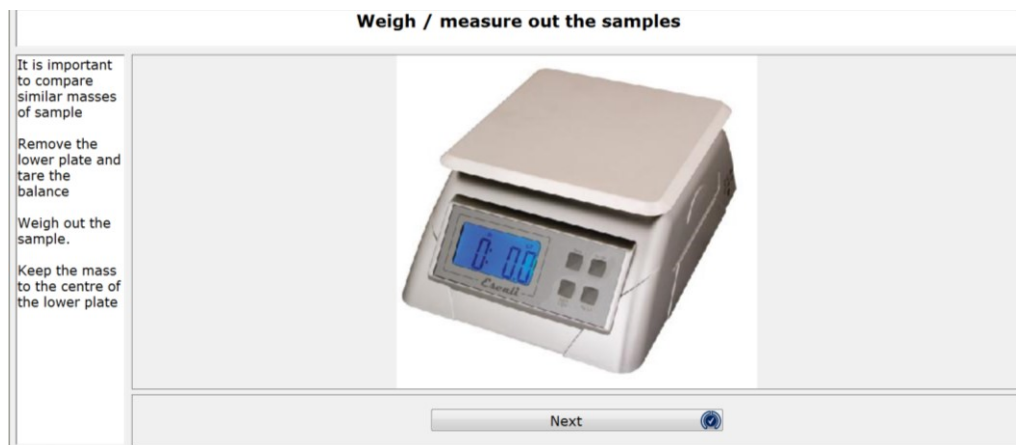 Weigh / measure out the samples
It is important
to compare
similar masses
of sample
Remove the
lower plate and
tare the
balance
Weigh out the
sample.
Keep the mass
to the centre of
the lower plate
0: 00
Escali
Next